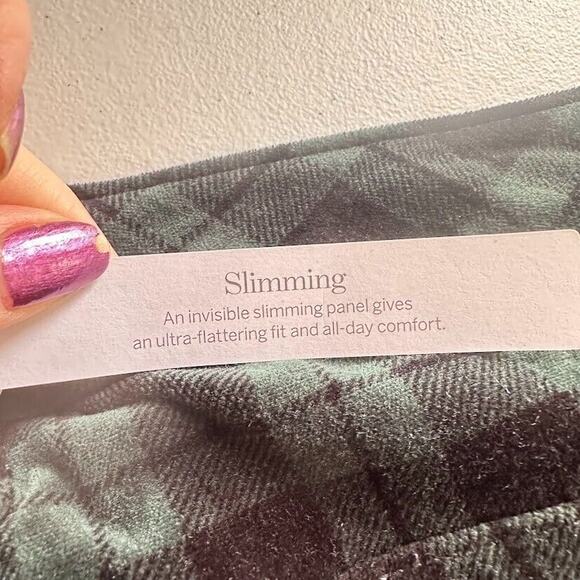 Slimming
An invisible slimming panel gives
an ultra-flattering fit and all-day comfort.